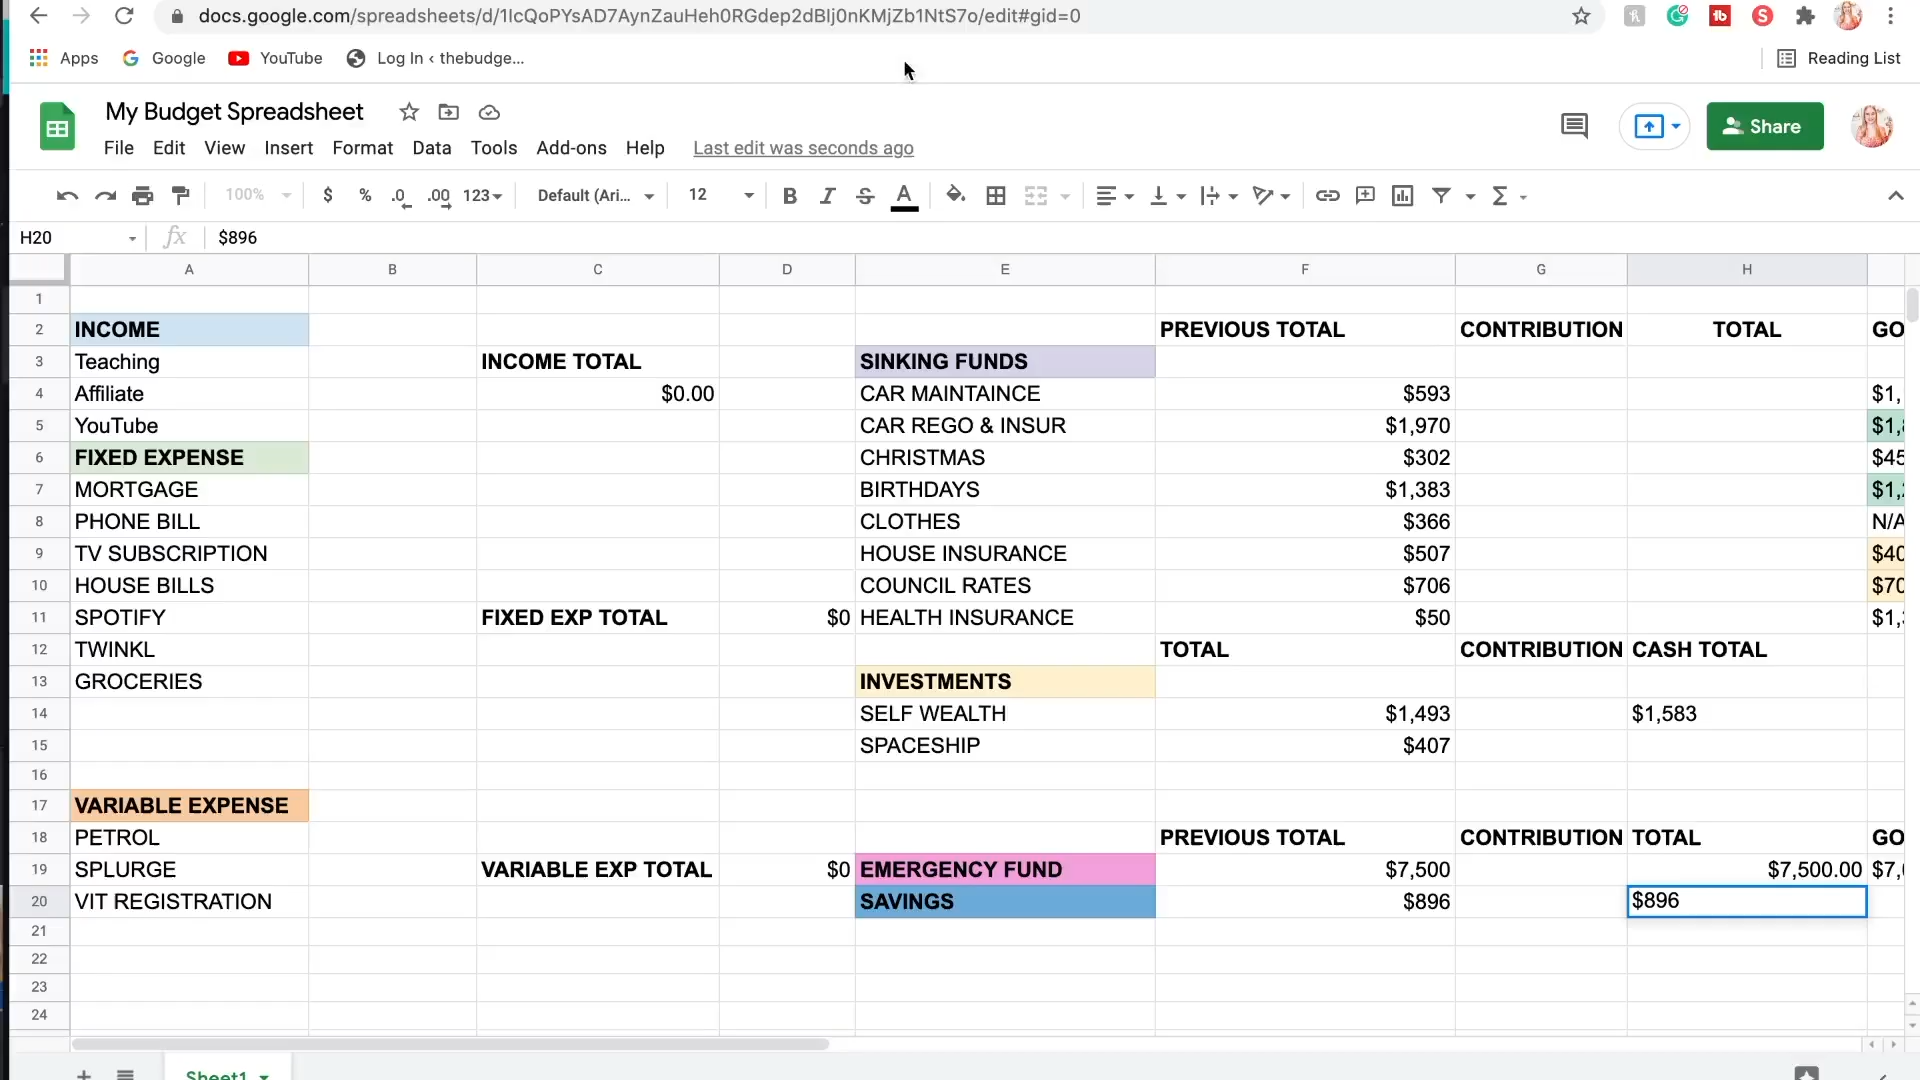 docs.google.com/spreadsheets/d/1IcQoPYsAD7AynZauHeh0RGdep2dBIj0nKMjZb1NtS7o/edit#gid=0
Apps Google YouTube Log In ‹ thebudge... Reading List
My Budget Spreadsheet
File Edit View Insert Format Data Tools Add-ons Help Last edit was seconds ago
Share
100% $ % .0 .00 123 Default (Ari... 12 B I S A
H20 fx $896
A B C D E F G H
1
2 INCOME PREVIOUS TOTAL CONTRIBUTION TOTAL GO
3 Teaching INCOME TOTAL SINKING FUNDS
4 Affiliate $0.00 CAR MAINTAINCE $593 $1,
5 YouTube CAR REGO & INSUR $1,970 $1,
6 FIXED EXPENSE CHRISTMAS $302 $45
7 MORTGAGE BIRTHDAYS $1,383 $1,
8 PHONE BILL CLOTHES $366 N/A
9 TV SUBSCRIPTION HOUSE INSURANCE $507 $40
10 HOUSE BILLS COUNCIL RATES $706 $70
11 SPOTIFY FIXED EXP TOTAL $0 HEALTH INSURANCE $50 $1,
12 TWINKL TOTAL CONTRIBUTION CASH TOTAL
13 GROCERIES INVESTMENTS
14 SELF WEALTH $1,493 $1,583
15 SPACESHIP $407
16
17 VARIABLE EXPENSE
18 PETROL PREVIOUS TOTAL CONTRIBUTION TOTAL GO
19 SPLURGE VARIABLE EXP TOTAL $0 EMERGENCY FUND $7,500 $7,500.00 $7,
20 VIT REGISTRATION SAVINGS $896 $896
21
22
23
24
Sheet1